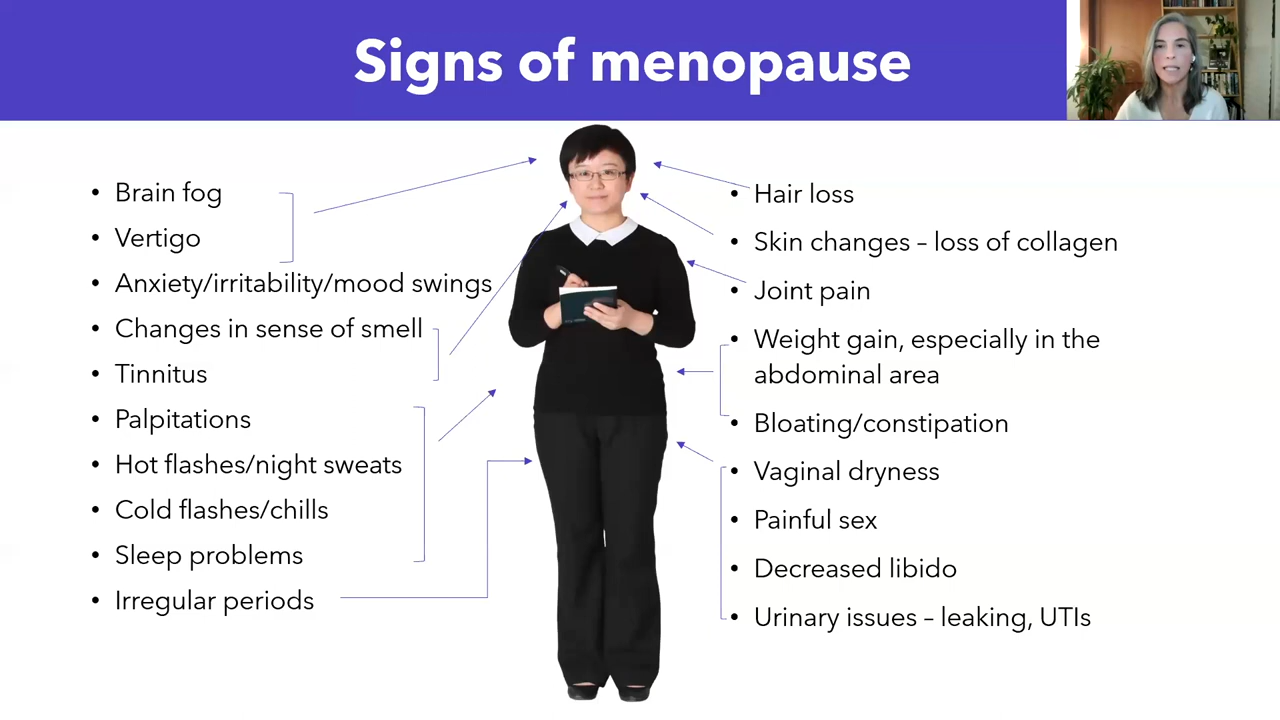 Signs of menopause
• Brain fog
• Vertigo
• Anxiety/irritability/mood swings
• Changes in sense of smell
• Tinnitus
• Palpitations
• Hot flashes/night sweats
• Cold flashes/chills
• Sleep problems
• Irregular periods
• Hair loss
• Skin changes – loss of collagen
• Joint pain
• Weight gain, especially in the
abdominal area
• Bloating/constipation
• Vaginal dryness
• Painful sex
• Decreased libido
• Urinary issues – leaking, UTIs